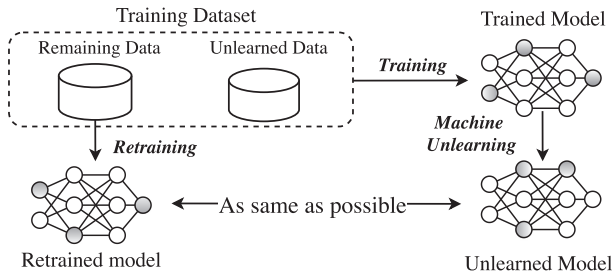 Training Dataset
Trained Model
Remaining Data
Unlearned Data
Training
Machine
Unlearning
Retraining
As same as possible
Retrained model
Unlearned Model